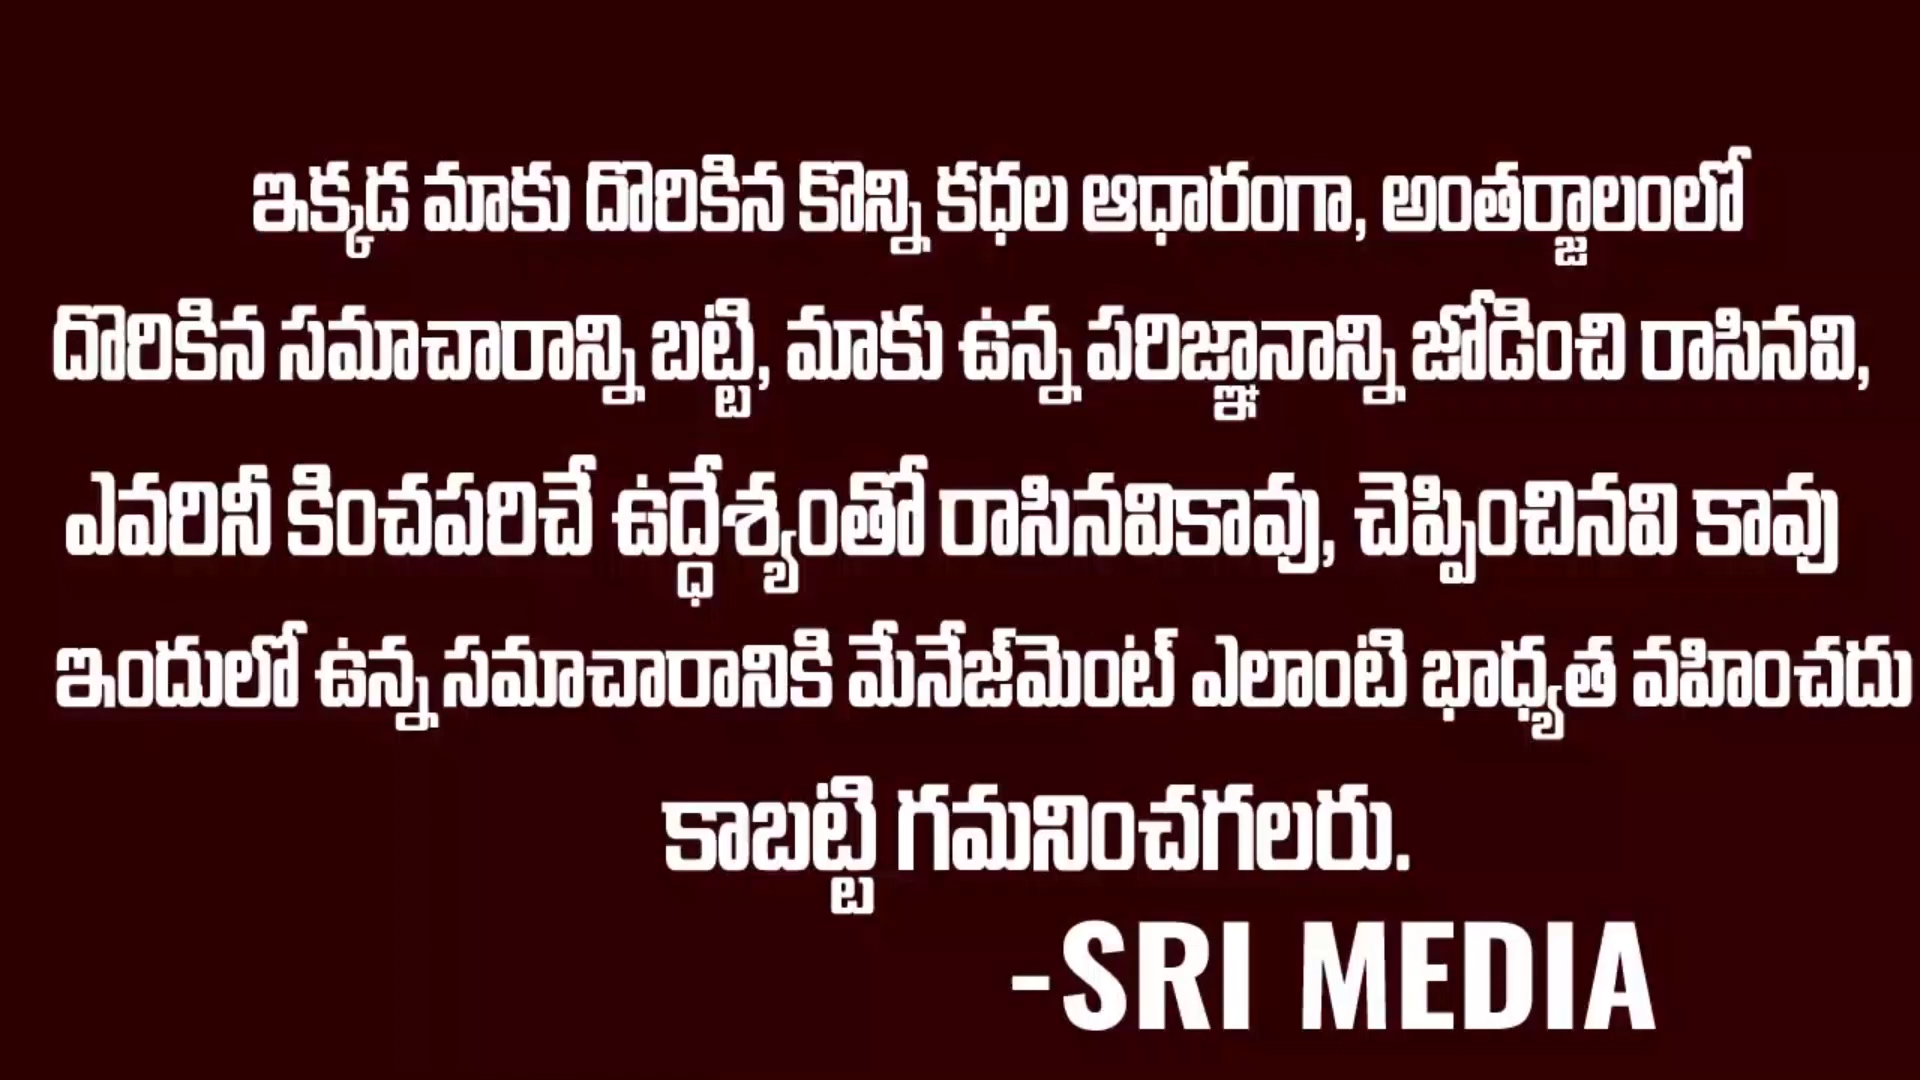 ఇక్కడ మాకు దొరికిన కొన్ని కధల ఆధారంగా, అంతర్జాలంలో
దొరికిన సమాచారాన్ని బట్టి, మాకు ఉన్న పరిజ్ఞానాన్ని జోడించి రాసినవి,
ఎవరినీ కించపరిచే ఉద్ధేశ్యంతో రాసినవికావు, చెప్పించినవి కావు
ఇందులో ఉన్న సమాచారానికి మేనేజ్‌మెంట్ ఎలాంటి భాధ్యత వహించదు
కాబట్టి గమనించగలరు.
-SRI MEDIA